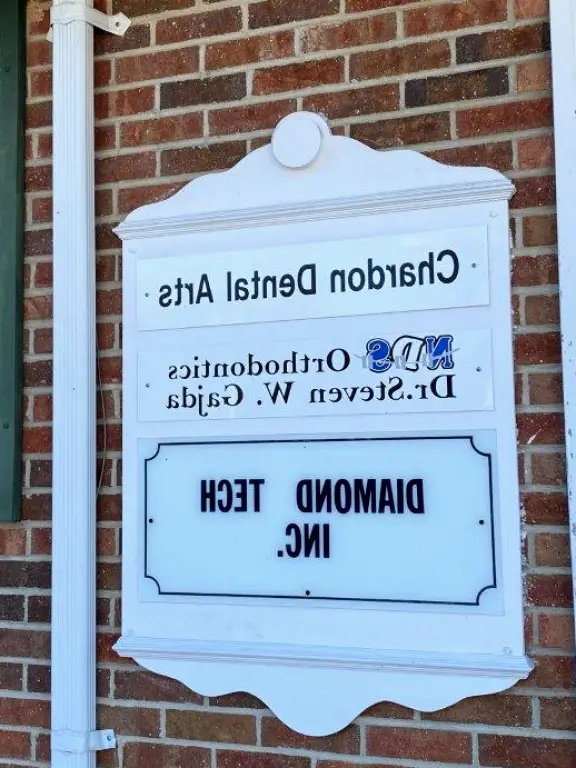 Chardon Dental Arts
NDS Orthodontics
Dr.Steven W. Gajda
DIAMOND TECH
INC.